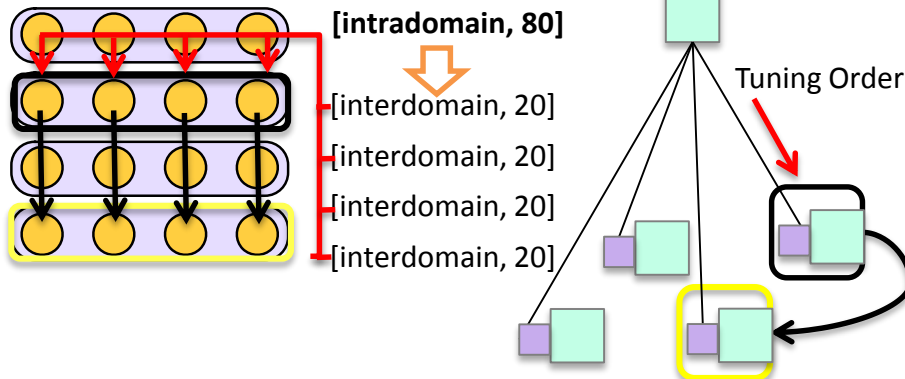 [intradomain, 80]
Tuning Order
[interdomain, 20]
[interdomain, 20]
[interdomain, 20]
[interdomain, 20]